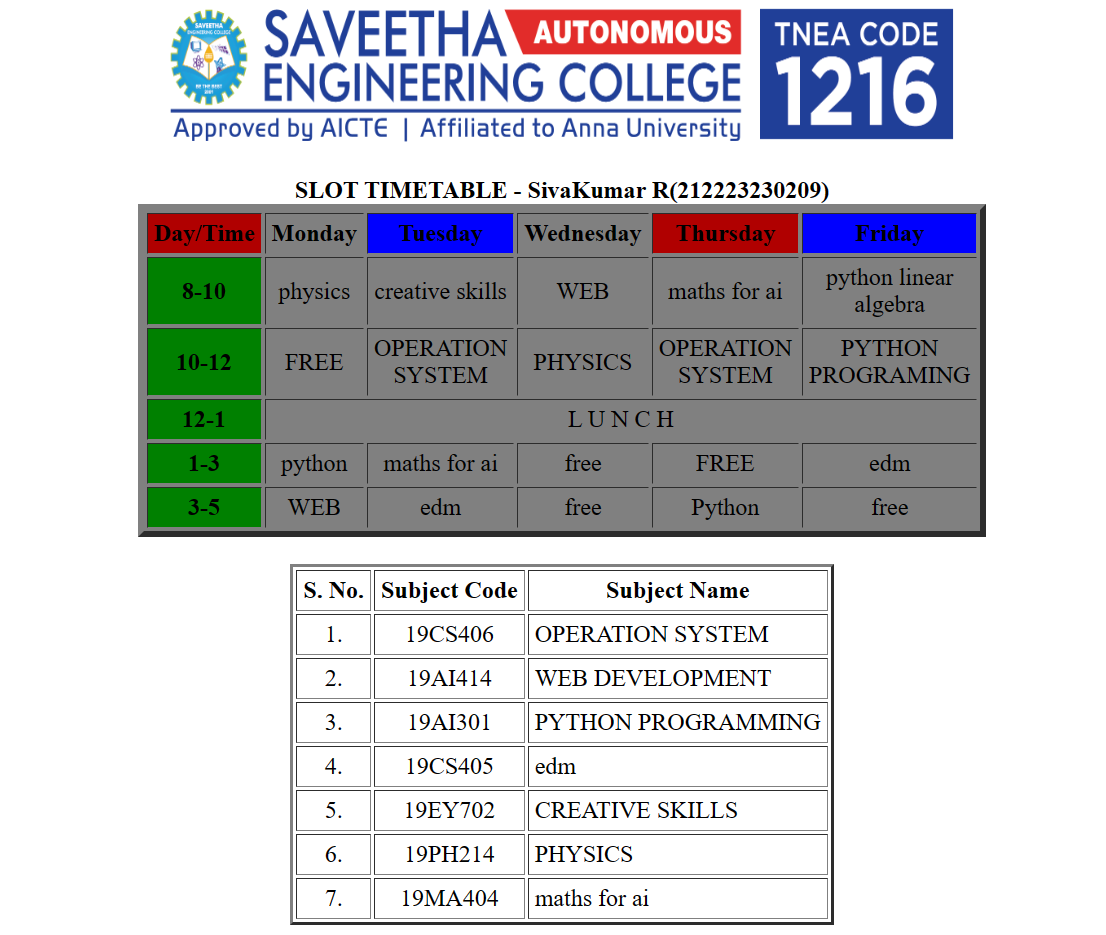 SAVEETHA AUTONOMOUS
ENGINEERING COLLEGE
Approved by AICTE | Affiliated to Anna University
TNEA CODE
1216
SAVEETHA
ENGINEERING COLLEGE
BE THE BEST
SLOT TIMETABLE - SivaKumar R(212223230209)
Day/Time Monday Tuesday Wednesday Thursday Friday
8-10 physics creative skills WEB maths for ai python linear
algebra
10-12 FREE OPERATION
SYSTEM PHYSICS OPERATION
SYSTEM PYTHON
PROGRAMING
12-1 L U N C H
1-3 python maths for ai free FREE edm
3-5 WEB edm free Python free
S. No. Subject Code Subject Name
1. 19CS406 OPERATION SYSTEM
2. 19AI414 WEB DEVELOPMENT
3. 19AI301 PYTHON PROGRAMMING
4. 19CS405 edm
5. 19EY702 CREATIVE SKILLS
6. 19PH214 PHYSICS
7. 19MA404 maths for ai